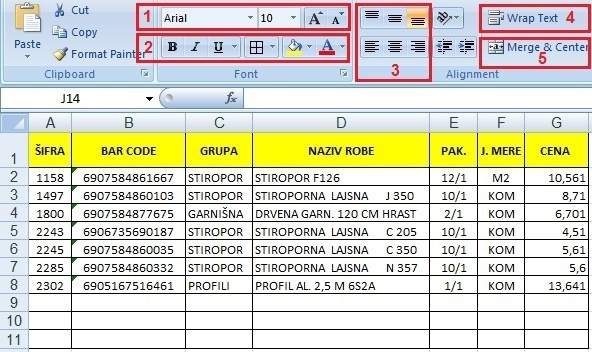 Cut
Copy
Format Painter
Paste
Clipboard
1 Arial 10 A A
2 B I U A
Font
3
Alignment
Wrap Text 4
Merge & Center
5
J14 fx
A B C D E F G
1 ŠIFRA BAR CODE GRUPA NAZIV ROBE PAK. J. MERE CENA
2 1158 6907584861667 STIROPOR STIROPOR F126 12/1 M2 10,561
3 1497 6907584860103 STIROPOR STIROPORNA LAJSNA J 350 10/1 KOM 8,71
4 1800 6907584877675 GARNIŠNA DRVENA GARN. 120 CM HRAST 2/1 KOM 6,701
5 2243 6906735690187 STIROPOR STIROPORNA LAJSNA C 205 10/1 KOM 4,51
6 2245 6907584860035 STIROPOR STIROPORNA LAJSNA C 350 10/1 KOM 5,61
7 2285 6907584860332 STIROPOR STIROPORNA LAJSNA N 357 10/1 KOM 5,6
8 2302 6905167516461 PROFILI PROFIL AL. 2,5 M 6S2A 1/1 KOM 13,641
9
10
11